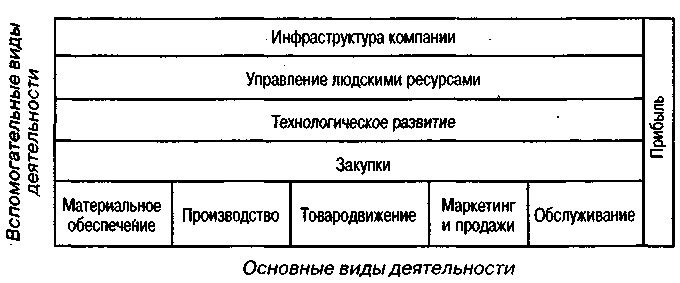 Вспомогательные виды
деятельности
Инфраструктура компании
Управление людскими ресурсами
Технологическое развитие
Закупки
Материальное
обеспечение
Производство
Товародвижение
Маркетинг
и продажи
Обслуживание
Прибыль
Основные виды деятельности